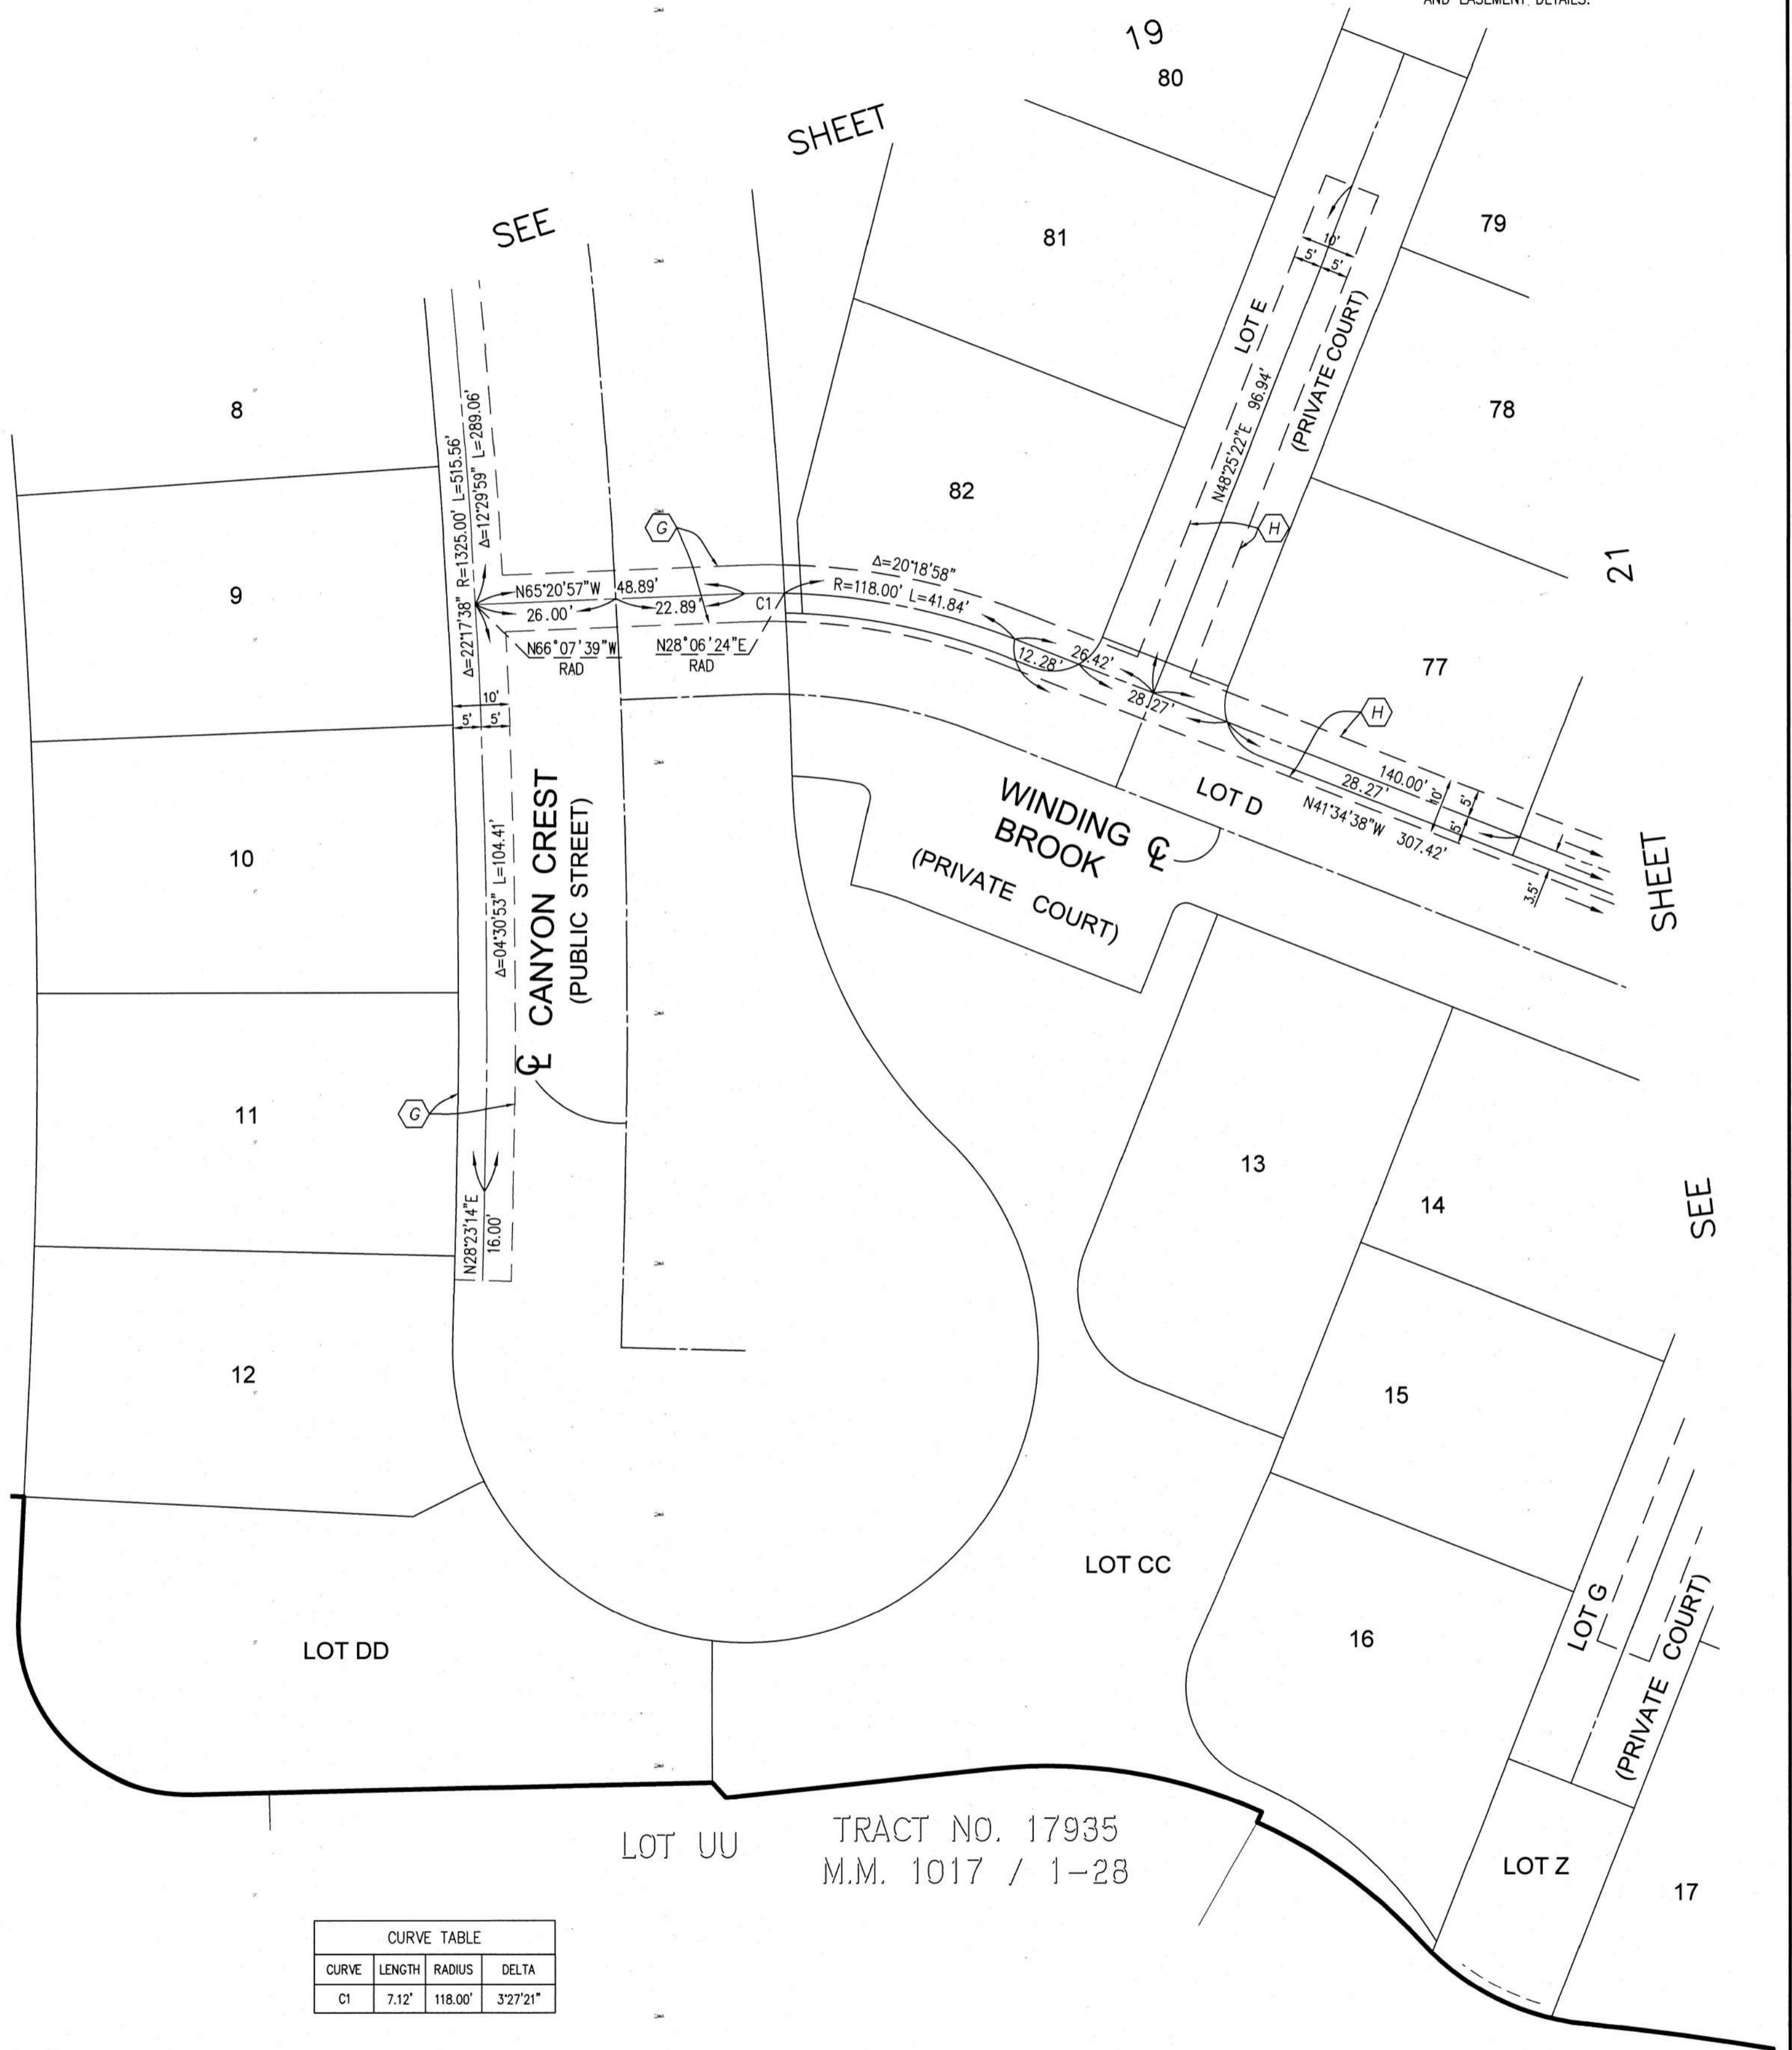 AND EASEMENT DETAILS.
19
80
SHEET
SEE
81
79
10'
5' 5'
LOT E
(PRIVATE COURT)
N48°25'22"E 96.94'
78
8
82
H
G
21
Δ=22°17'38" R=1325.00' L=515.56'
Δ=12°29'59" L=289.06'
9
N65°20'57"W 48.89'
26.00'
22.89'
C1
Δ=20°18'58"
R=118.00' L=41.84'
N66°07'39"W
RAD
N28°06'24"E
RAD
12.28'
26.42'
28.27'
77
H
10'
5' 5'
140.00'
28.27'
10'
5'
5'
N41°34'38"W 307.42'
3.5'
LOT D
WINDING ℄
BROOK
(PRIVATE COURT)
SHEET
10
Δ=04°30'53" L=104.41'
℄ CANYON CREST
(PUBLIC STREET)
11
G
N28°23'14"E
16.00'
13
14
SEE
12
15
LOT CC
16
LOT G
(PRIVATE COURT)
LOT DD
LOT UU
TRACT NO. 17935
M.M. 1017 / 1-28
LOT Z
17
CURVE TABLE
CURVE LENGTH RADIUS DELTA
C1 7.12' 118.00' 3°27'21"